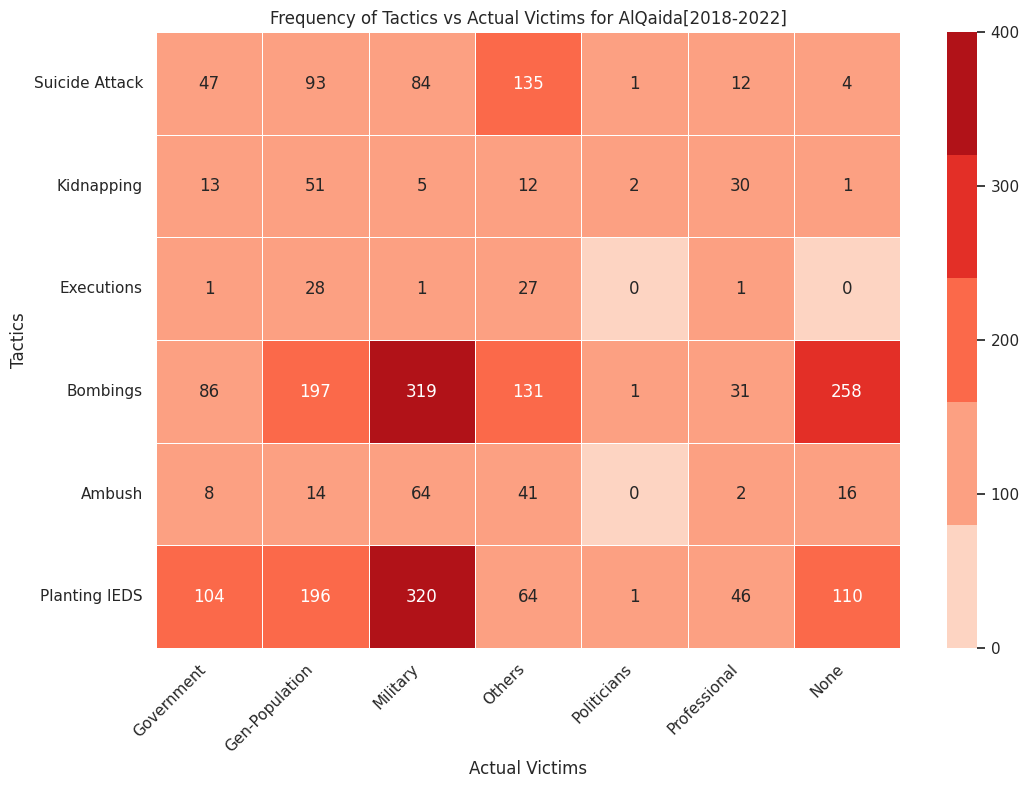 Frequency of Tactics vs Actual Victims for AlQaida[2018-2022]
Suicide Attack 47 93 84 135 1 12 4
Kidnapping 13 51 5 12 2 30 1
Executions 1 28 1 27 0 1 0
Bombings 86 197 319 131 1 31 258
Ambush 8 14 64 41 0 2 16
Planting IEDS 104 196 320 64 1 46 110
Tactics
Government Gen-Population Military Others Politicians Professional None
Actual Victims
400
300
200
100
0